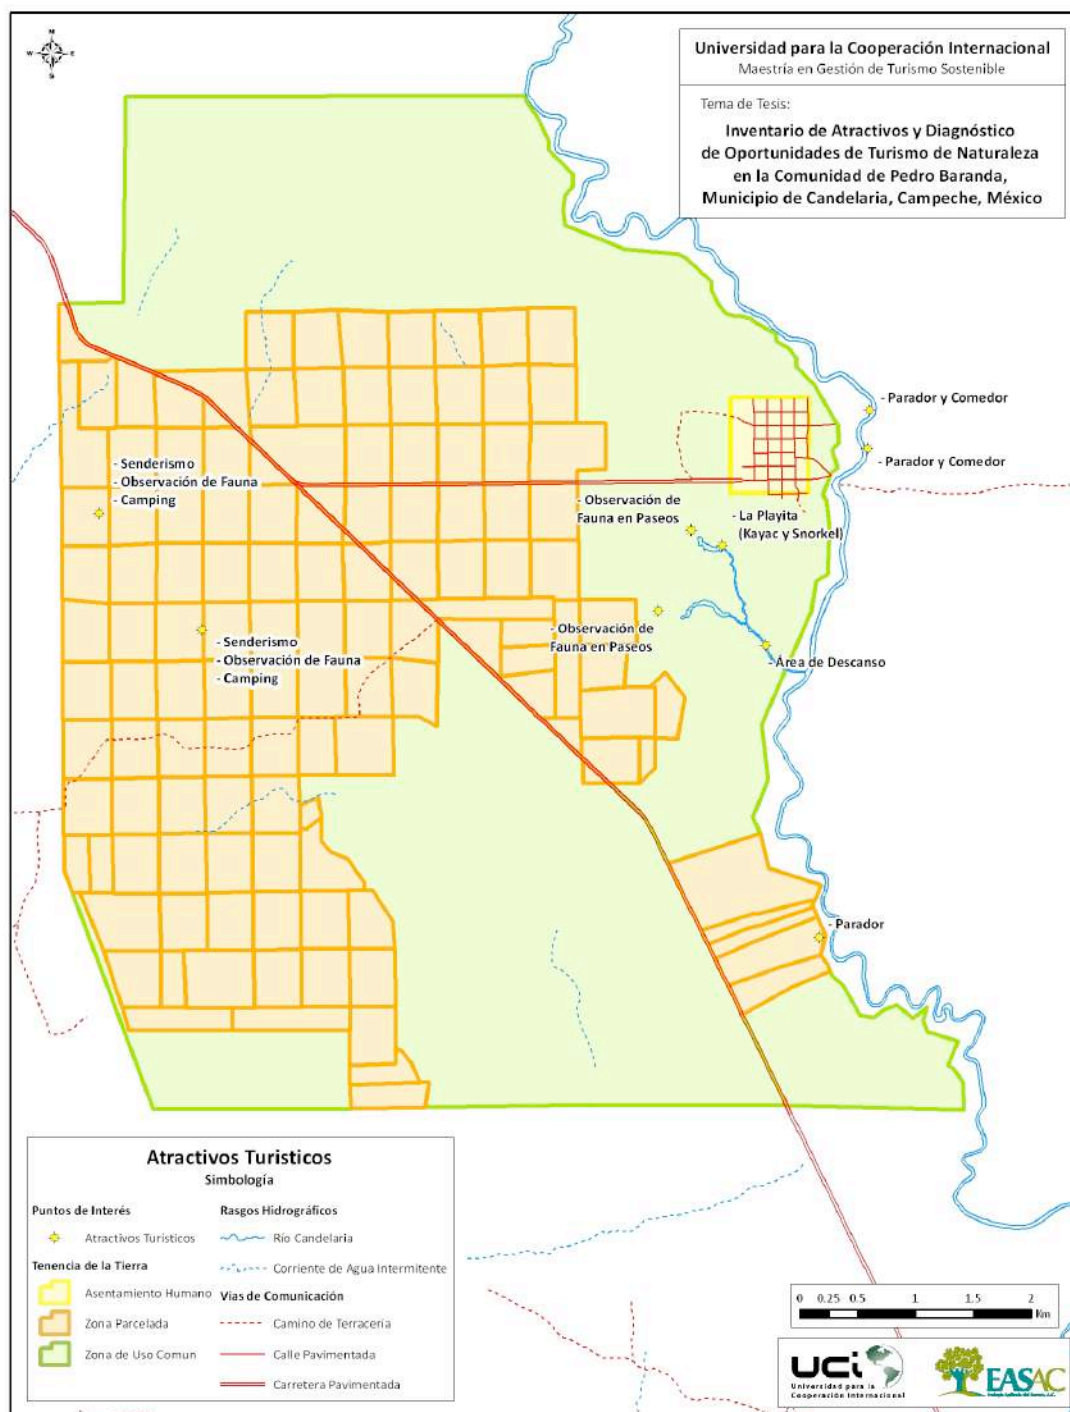 N
W
E
S
Universidad para la Cooperación Internacional
Maestría en Gestión de Turismo Sostenible
Tema de Tesis:
Inventario de Atractivos y Diagnóstico
de Oportunidades de Turismo de Naturaleza
en la Comunidad de Pedro Baranda,
Municipio de Candelaria, Campeche, México
- Parador y Comedor
- Parador y Comedor
- Senderismo
- Observación de Fauna
- Camping
- Observación de
Fauna en Paseos
- La Playita
(Kayac y Snorkel)
- Observación de
Fauna en Paseos
- Senderismo
- Observación de Fauna
- Camping
- Área de Descanso
- Parador
Atractivos Turisticos
Simbología
Puntos de Interés
Atractivos Turisticos
Tenencia de la Tierra
Asentamiento Humano
Zona Parcelada
Zona de Uso Comun
Rasgos Hidrográficos
Río Candelaria
Corriente de Agua Intermitente
Vias de Comunicación
Camino de Terracería
Calle Pavimentada
Carretera Pavimentada
0 0.25 0.5 1 1.5 2
Km
UCi
Universidad para la
Cooperación Internacional
EASAC